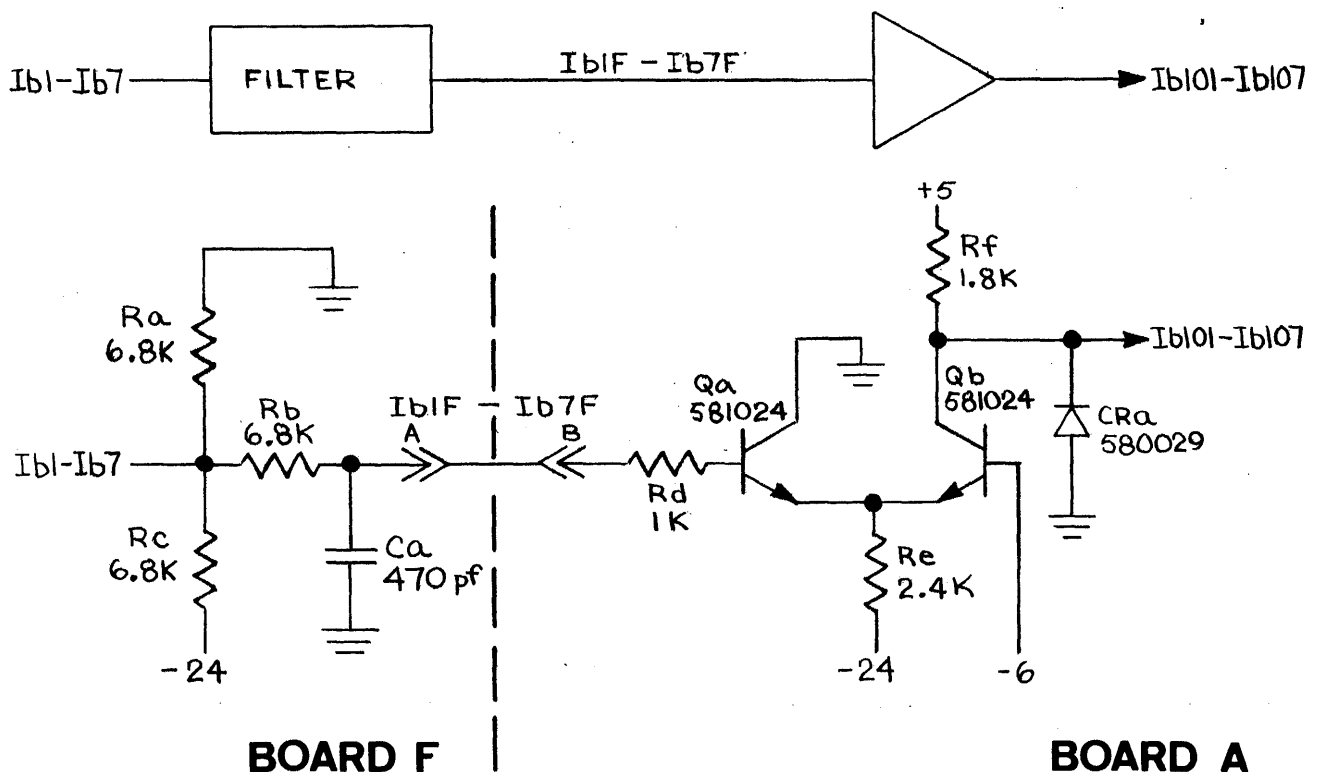 Ib1-Ib7
FILTER
Ib1F - Ib7F
Ib101-Ib107
+5
Rf
1.8K
Ra
6.8K
Ib101-Ib107
Qa
581024
Qb
581024
CRa
580029
Rb
6.8K
Ib1F - Ib7F
A
B
Ib1-Ib7
Rd
1K
Rc
6.8K
Ca
470 pf
Re
2.4K
-24
-24
-6
BOARD F
BOARD A